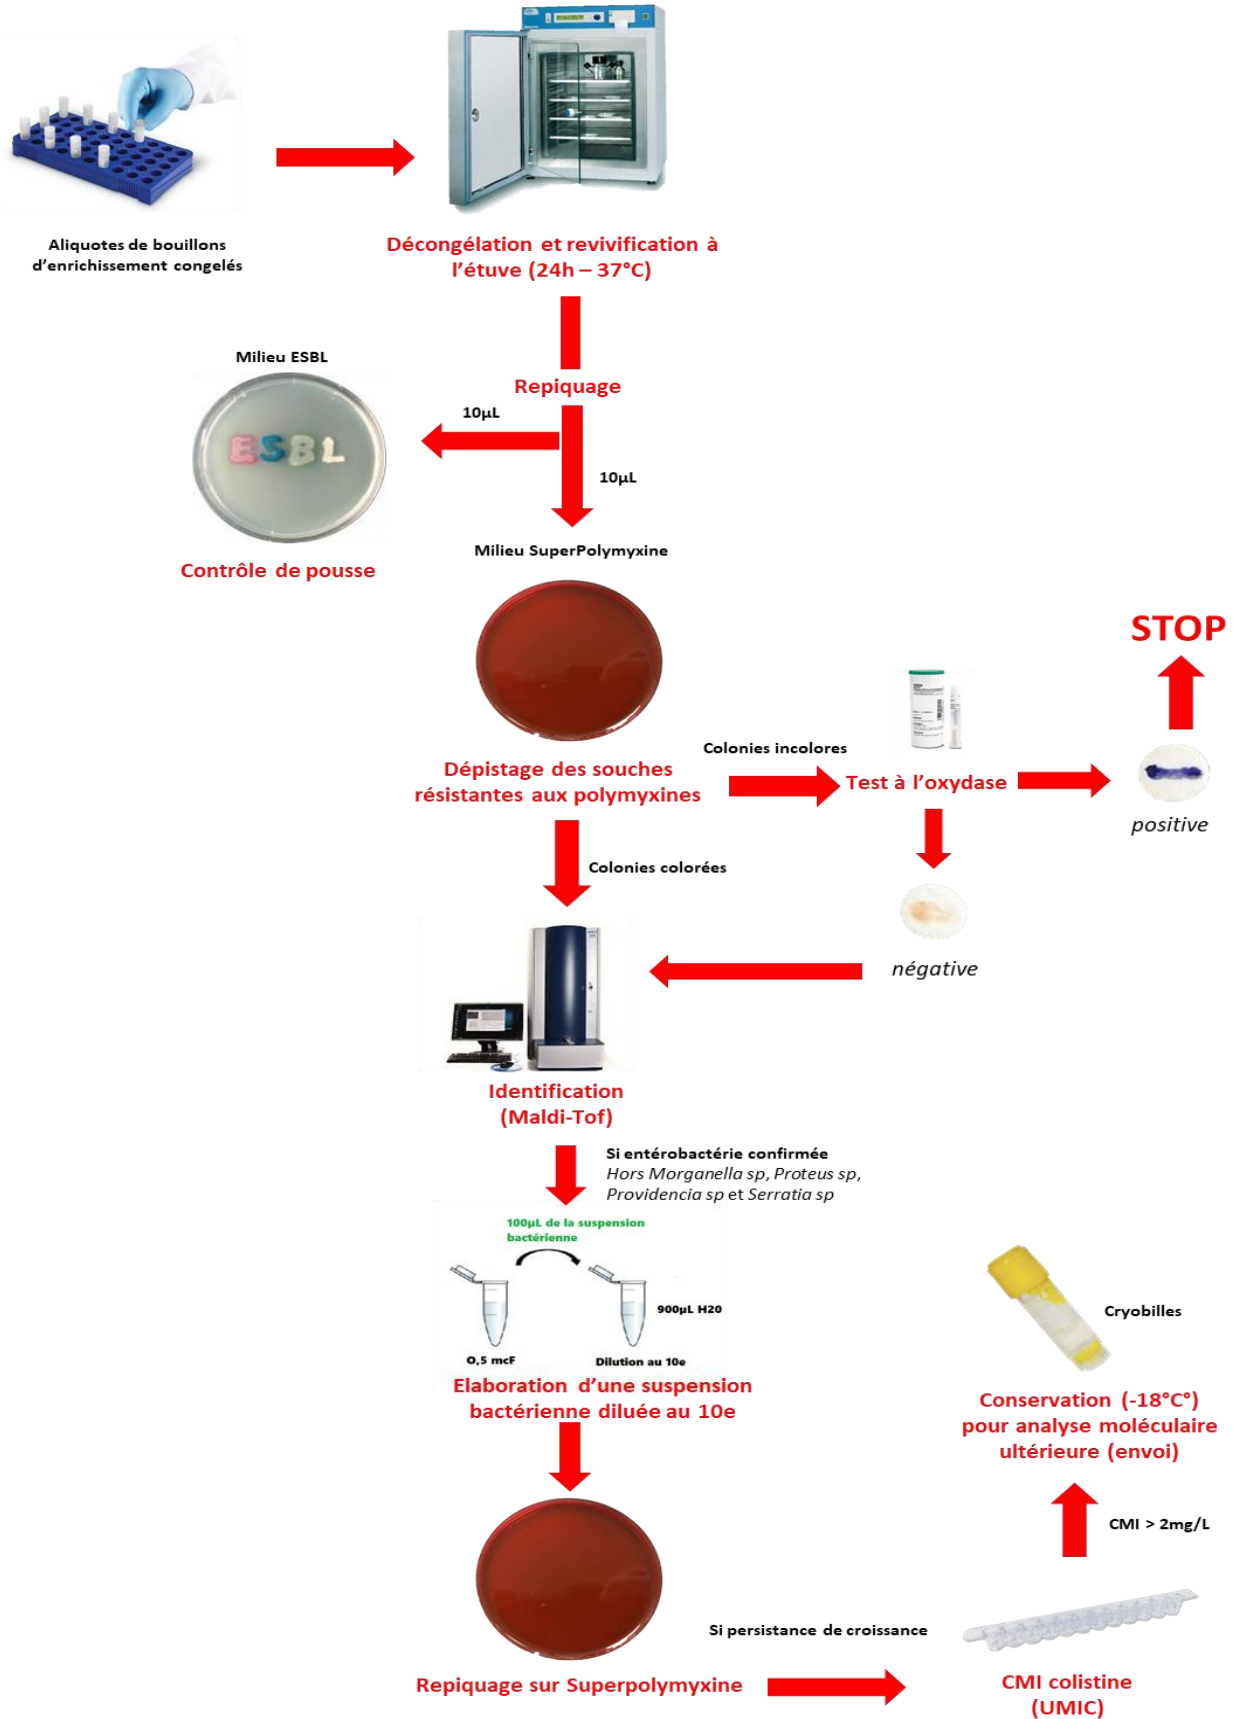 Aliquotes de bouillons
d'enrichissement congelés
Décongélation et revivification à
l'étuve (24h – 37°C)
Repiquage
Milieu ESBL
10µL
ESBL
10µL
Contrôle de pousse
Milieu SuperPolymyxine
STOP
Colonies incolores
Dépistage des souches
résistantes aux polymyxines
Test à l'oxydase
positive
Colonies colorées
négative
Identification
(Maldi-Tof)
Si entérobactérie confirmée
Hors Morganella sp, Proteus sp,
Providencia sp et Serratia sp
100µL de la suspension
bactérienne
900µL H20
0,5 mcF
Dilution au 10e
Elaboration d'une suspension
bactérienne diluée au 10e
Cryobilles
Conservation (-18°C°)
pour analyse moléculaire
ultérieure (envoi)
CMI > 2mg/L
Si persistance de croissance
Repiquage sur Superpolymyxine
CMI colistine
(UMIC)